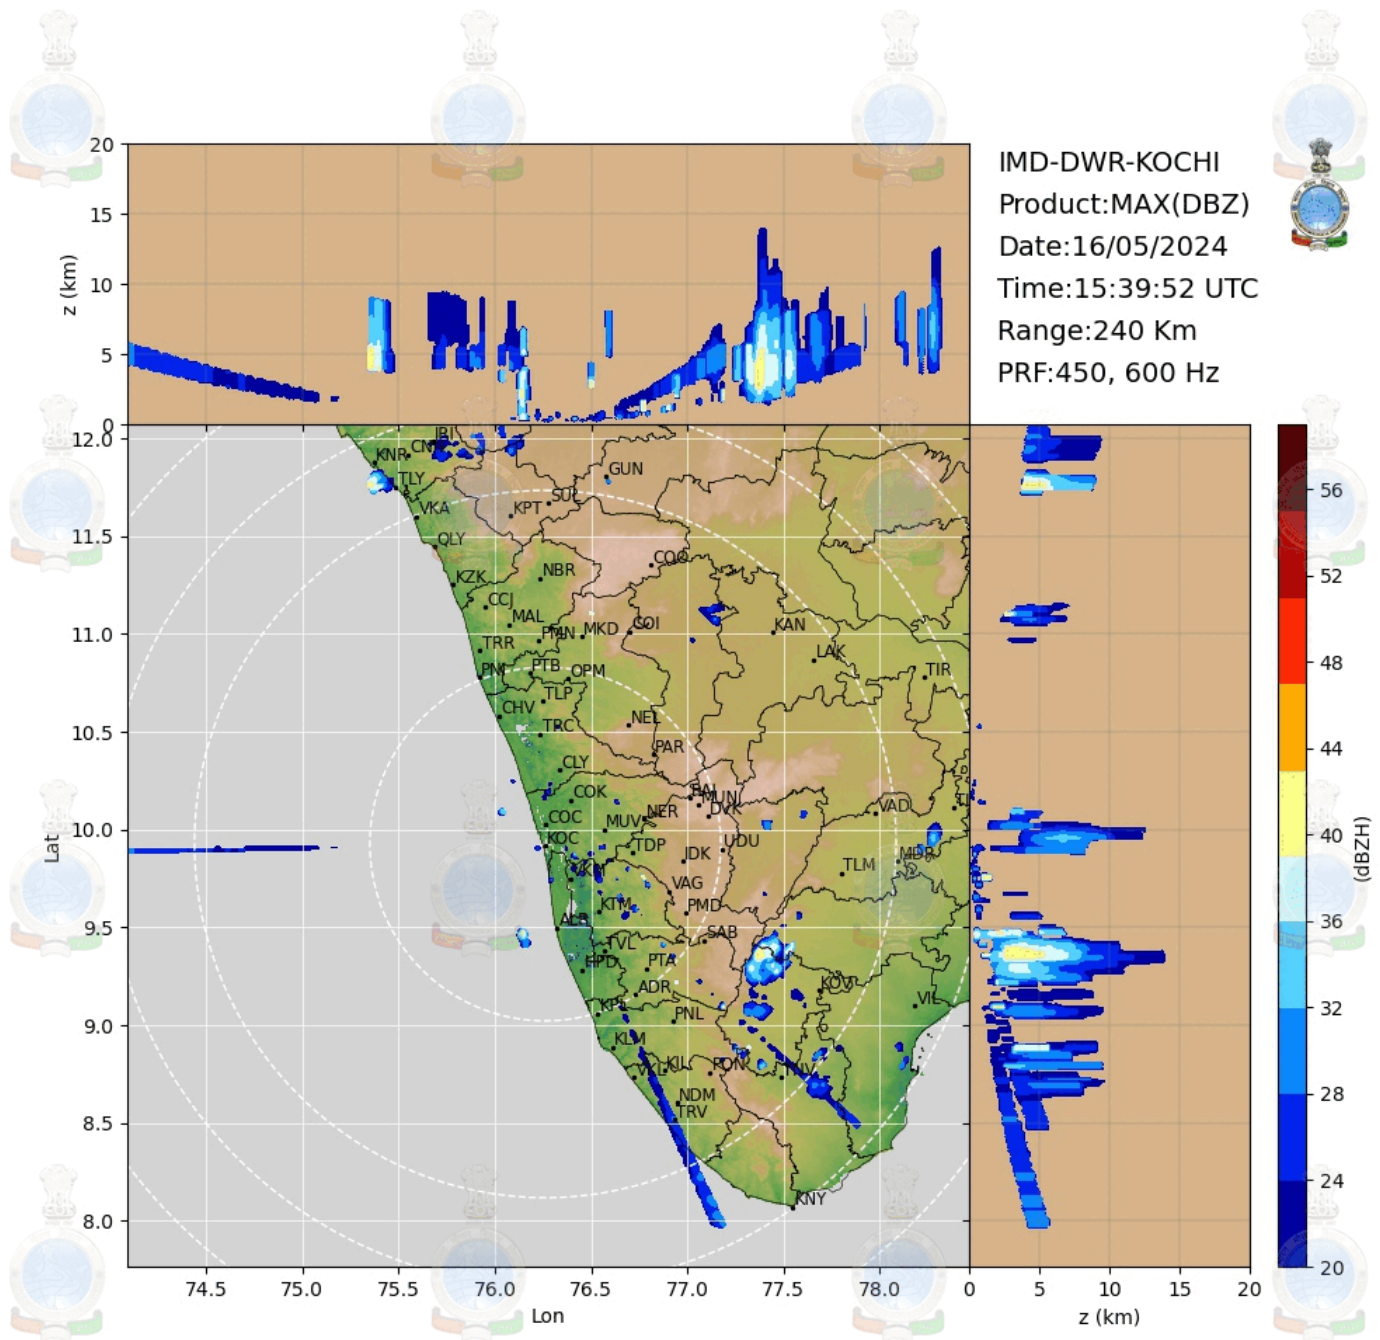 IMD-DWR-KOCHI
Product:MAX(DBZ)
Date:16/05/2024
Time:15:39:52 UTC
Range:240 Km
PRF:450, 600 Hz
20
15
10
5
0
z (km)
12.0
11.5
11.0
10.5
10.0
9.5
9.0
8.5
8.0
Lat
IRI
KNR
TLY
GUN
SUL
KPT
VKA
QLY
COO
KZK
NBR
CCJ
MAL
PMN
MKD
COI
KAN
TRR
LAK
PNI
PTB
OPM
TIR
TLP
CHV
TRC
NEL
PAR
CLY
COK
MUN
DVK
VAD
COC
MUV
NER
KOC
TDP
IDK
UDU
MDR
TLM
VKM
VAG
KTM
PMD
ALP
SAB
TVL
HPD
PTA
ADR
KOV
VIL
KPL
PNL
KLM
KIL
PON
VKL
TNV
NDM
TRV
KNY
74.5
75.0
75.5
76.0
76.5
77.0
77.5
78.0
Lon
0
5
10
15
20
z (km)
56
52
48
44
40
36
32
28
24
20
(dBZH)